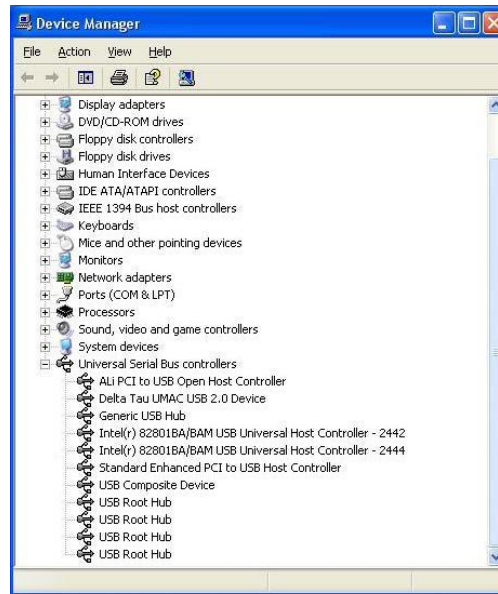 Device Manager
File Action View Help
Display adapters
DVD/CD-ROM drives
Floppy disk controllers
Floppy disk drives
Human Interface Devices
IDE ATA/ATAPI controllers
IEEE 1394 Bus host controllers
Keyboards
Mice and other pointing devices
Monitors
Network adapters
Ports (COM & LPT)
Processors
Sound, video and game controllers
System devices
Universal Serial Bus controllers
ALi PCI to USB Open Host Controller
Delta Tau UMAC USB 2.0 Device
Generic USB Hub
Intel(r) 82801BA/BAM USB Universal Host Controller - 2442
Intel(r) 82801BA/BAM USB Universal Host Controller - 2444
Standard Enhanced PCI to USB Host Controller
USB Composite Device
USB Root Hub
USB Root Hub
USB Root Hub
USB Root Hub